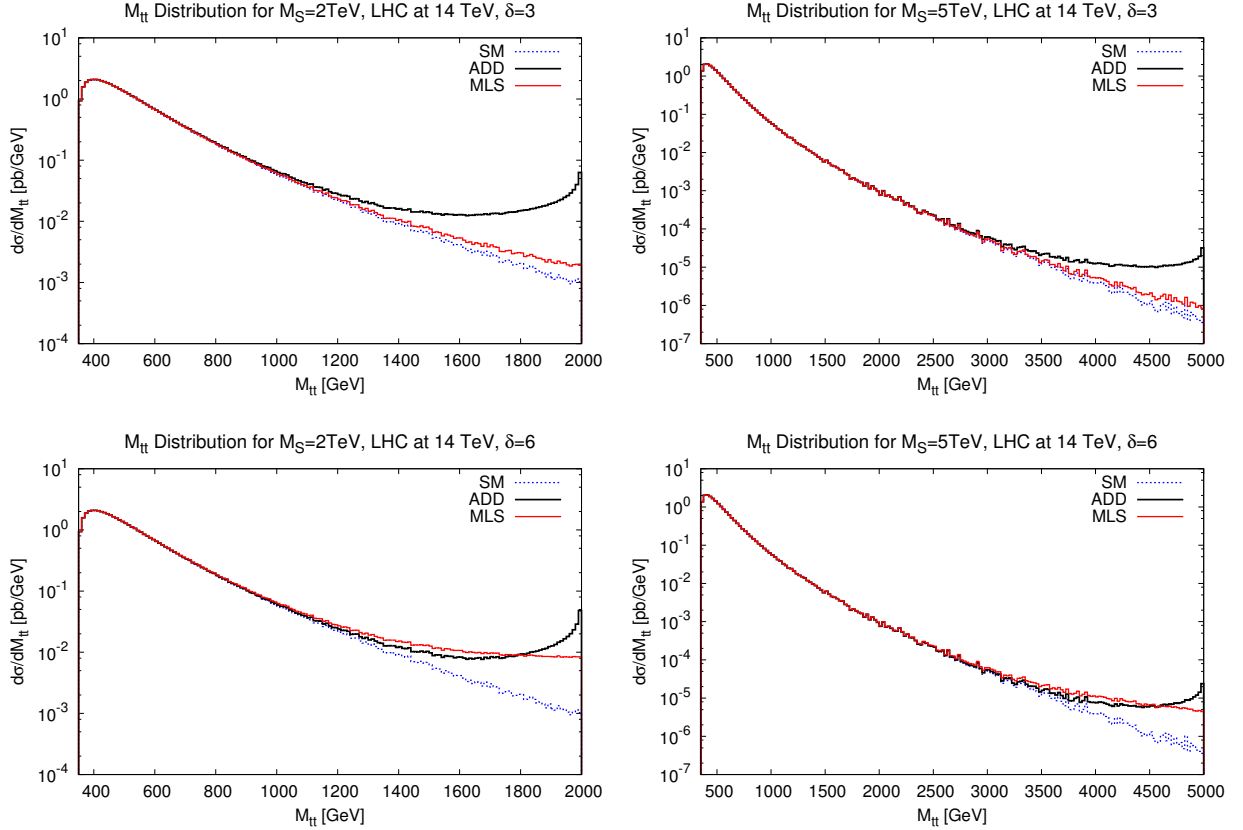 M_tt Distribution for M_S=2TeV, LHC at 14 TeV, δ=3
dσ/dM_tt [pb/GeV]
10^1
10^0
10^-1
10^-2
10^-3
10^-4
SM
ADD
MLS
400 600 800 1000 1200 1400 1600 1800 2000
M_tt [GeV]
M_tt Distribution for M_S=5TeV, LHC at 14 TeV, δ=3
dσ/dM_tt [pb/GeV]
10^1
10^0
10^-1
10^-2
10^-3
10^-4
10^-5
10^-6
10^-7
SM
ADD
MLS
500 1000 1500 2000 2500 3000 3500 4000 4500 5000
M_tt [GeV]
M_tt Distribution for M_S=2TeV, LHC at 14 TeV, δ=6
dσ/dM_tt [pb/GeV]
10^1
10^0
10^-1
10^-2
10^-3
10^-4
SM
ADD
MLS
400 600 800 1000 1200 1400 1600 1800 2000
M_tt [GeV]
M_tt Distribution for M_S=5TeV, LHC at 14 TeV, δ=6
dσ/dM_tt [pb/GeV]
10^1
10^0
10^-1
10^-2
10^-3
10^-4
10^-5
10^-6
10^-7
SM
ADD
MLS
500 1000 1500 2000 2500 3000 3500 4000 4500 5000
M_tt [GeV]